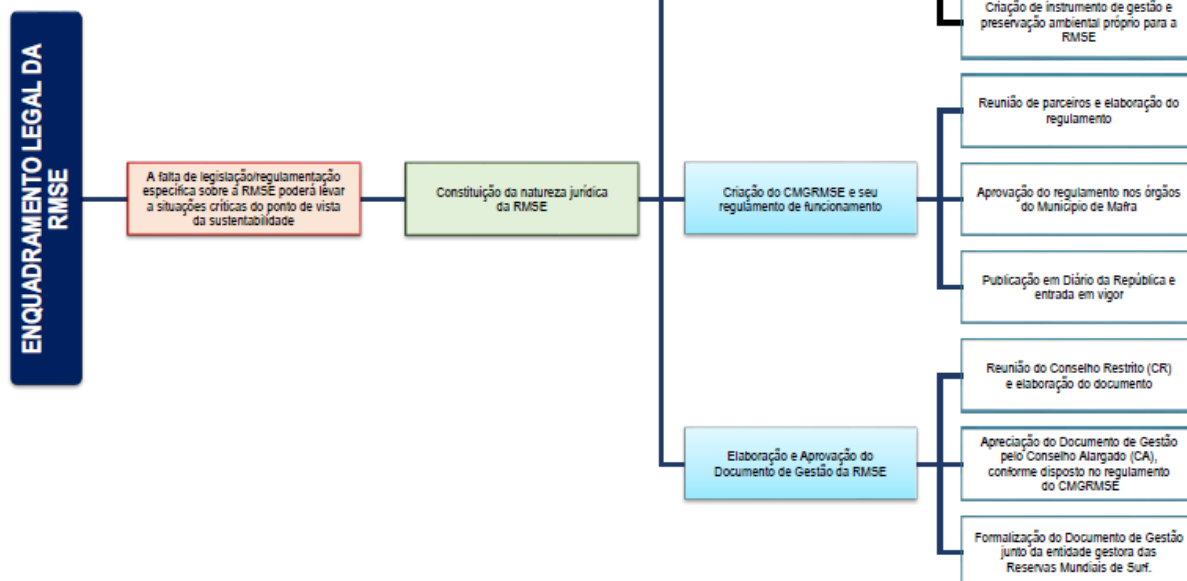 ENQUADRAMENTO LEGAL DA
RMSE
A falta de legislação/regulamentação
especifica sobre a RMSE poderá levar
a situações críticas do ponto de vista
da sustentabilidade
Constituição da natureza jurídica
da RMSE
Criação de instrumento de gestão e
preservação ambiental próprio para a
RMSE
Criação do CMGRMSE e seu
regulamento de funcionamento
Reunião de parceiros e elaboração do
regulamento
Aprovação do regulamento nos órgãos
do Município de Mafra
Publicação em Diário da República e
entrada em vigor
Elaboração e Aprovação do
Documento de Gestão da RMSE
Reunião do Conselho Restrito (CR)
e elaboração do documento
Apreciação do Documento de Gestão
pelo Conselho Alargado (CA),
conforme disposto no regulamento
do CMGRMSE
Formalização do Documento de Gestão
junto da entidade gestora das
Reservas Mundiais de Surf.